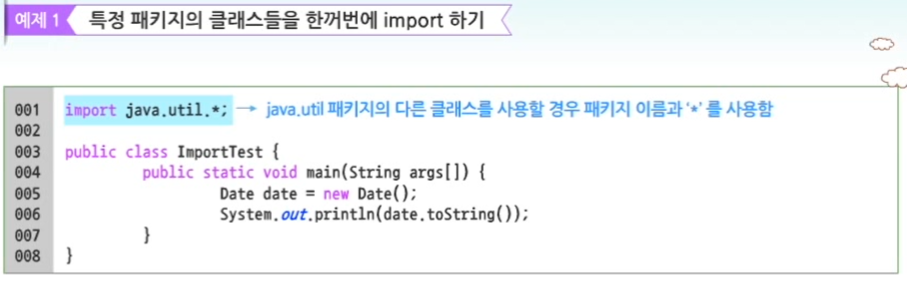 예제 1 특정 패키지의 클래스들을 한꺼번에 import 하기
001 import java.util.*; → java.util 패키지의 다른 클래스를 사용할 경우 패키지 이름과 '*' 를 사용함
002
003 public class ImportTest {
004 public static void main(String args[]) {
005 Date date = new Date();
006 System.out.println(date.toString());
007 }
008 }